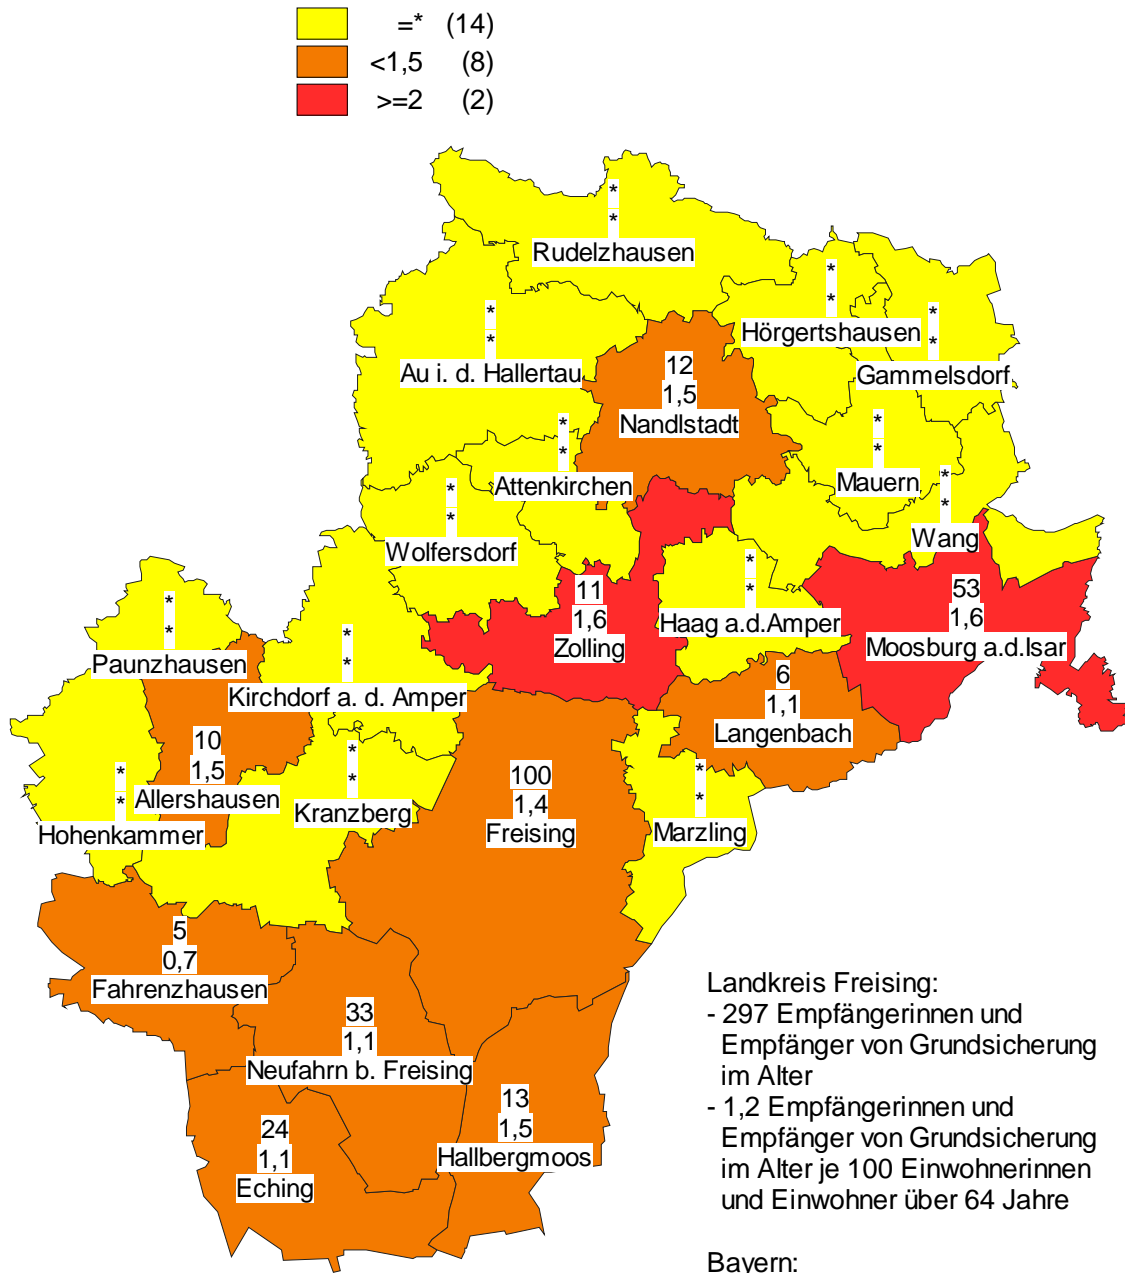 =* (14)
<1,5 (8)
>=2 (2)
*
*
Rudelzhausen
*
*
Hörgertshausen
*
*
Gammelsdorf
*
*
Au i. d. Hallertau
12
1,5
Nandlstadt
*
*
Attenkirchen
*
*
Mauern
*
*
Wang
*
*
Wolfersdorf
11
1,6
Zolling
*
*
Haag a.d.Amper
53
1,6
Moosburg a.d.Isar
*
*
Paunzhausen
*
*
Kirchdorf a. d. Amper
6
1,1
Langenbach
10
1,5
Allershausen
*
*
Hohenkammer
*
*
Kranzberg
100
1,4
Freising
*
*
Marzling
5
0,7
Fahrenzhausen
33
1,1
Neufahrn b. Freising
24
1,1
Eching
13
1,5
Hallbergmoos
Landkreis Freising:
- 297 Empfängerinnen und
Empfänger von Grundsicherung
im Alter
- 1,2 Empfängerinnen und
Empfänger von Grundsicherung
im Alter je 100 Einwohnerinnen
und Einwohner über 64 Jahre
Bayern: